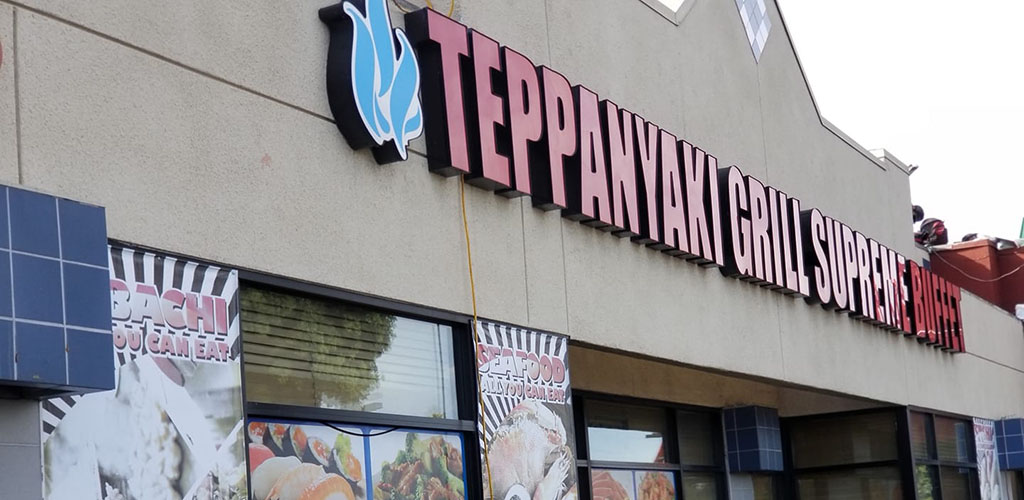 TEPPANYAKI GRILL SUPREME BUFFET
BACHI
OU CAN EAT
SEAFOOD
ALL YOU CAN EAT